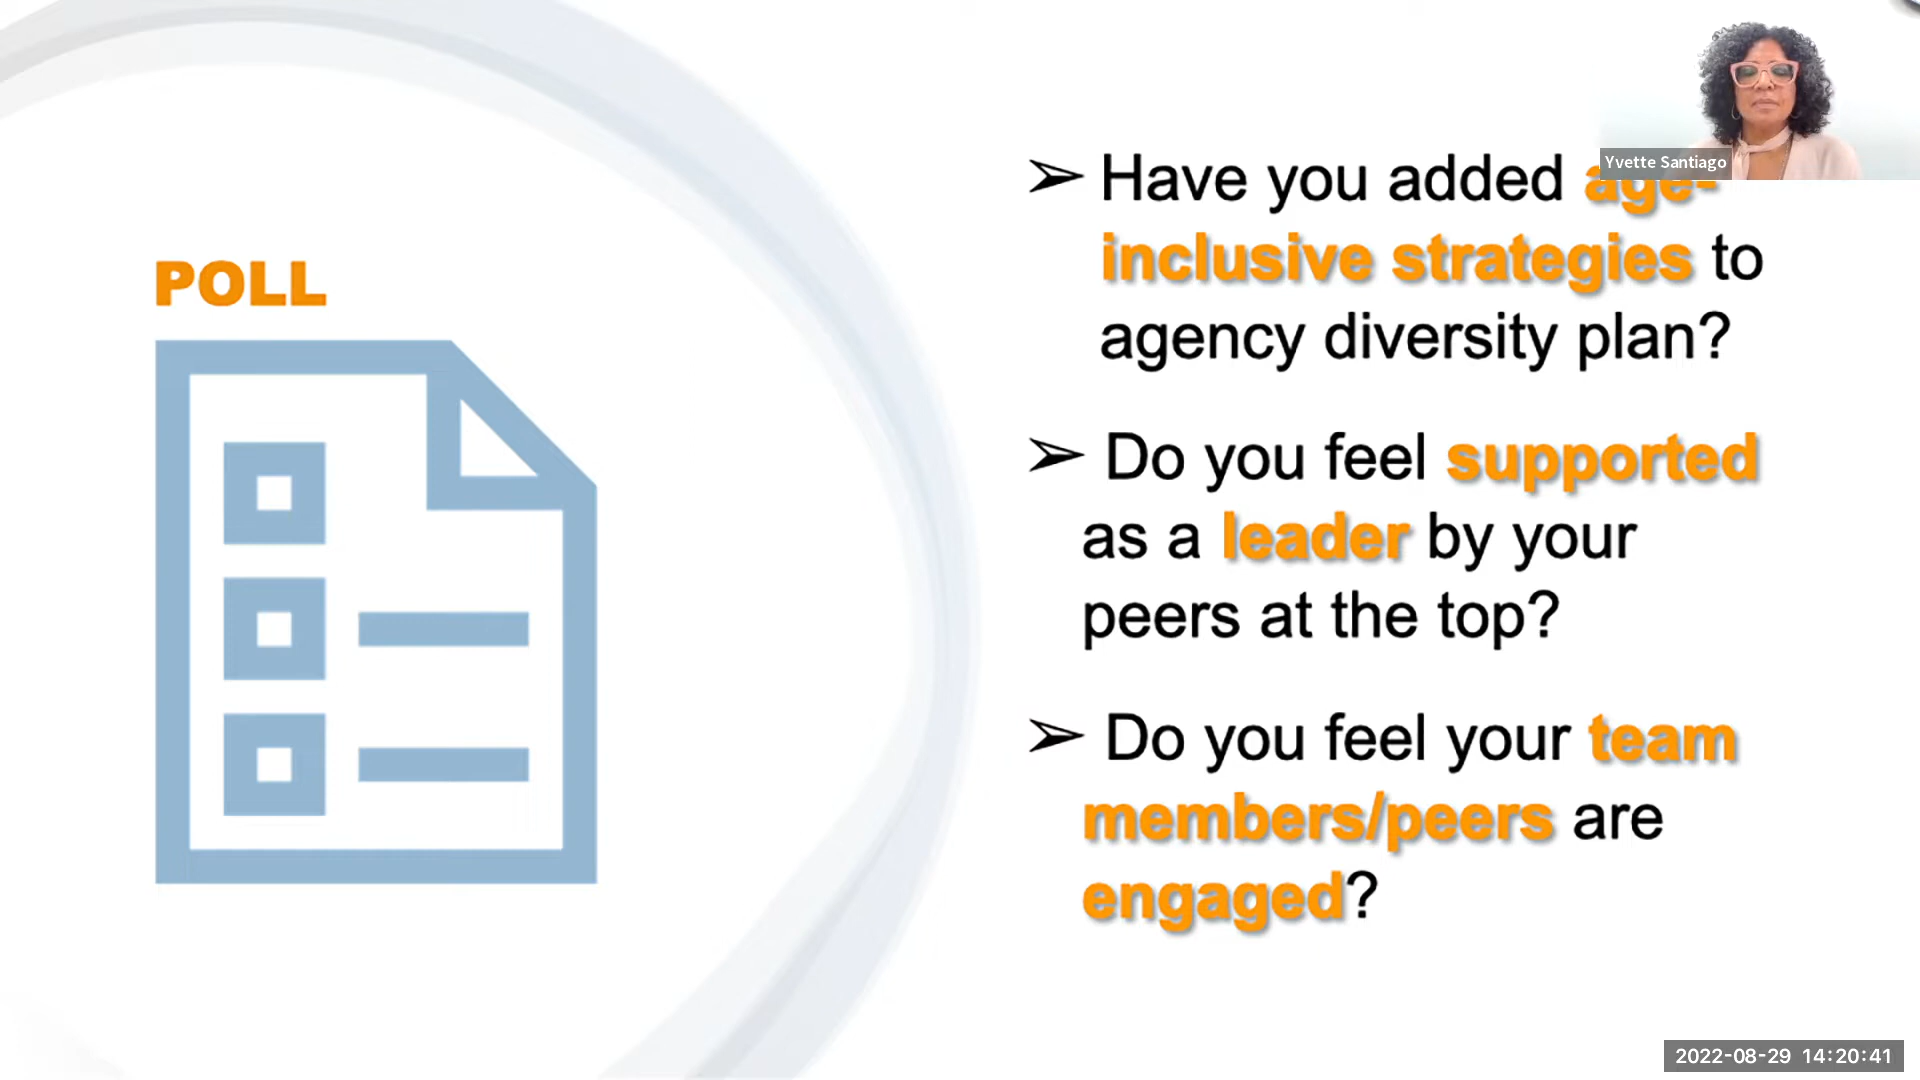 Yvette Santiago
POLL
➢ Have you added age-
inclusive strategies to
agency diversity plan?
➢ Do you feel supported
as a leader by your
peers at the top?
➢ Do you feel your team
members/peers are
engaged?
2022-08-29 14:20:41